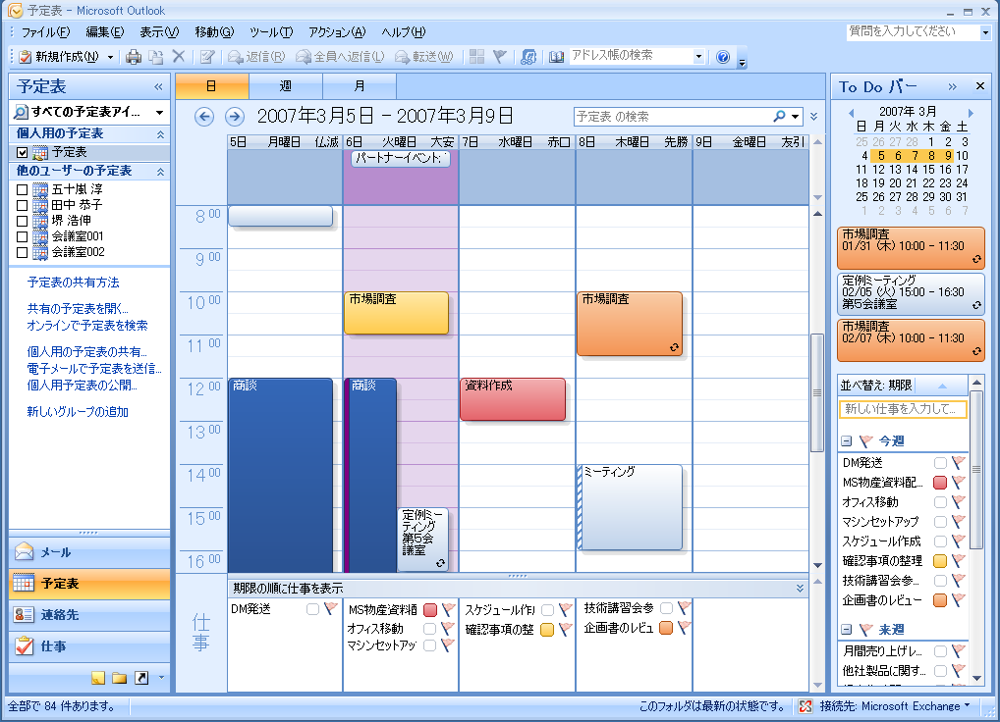 予定表 - Microsoft Outlook
ファイル(F) 編集(E) 表示(V) 移動(G) ツール(T) アクション(A) ヘルプ(H) 質問を入力してください
新規作成(N) 返信(R) 全員へ返信(L) 転送(W) アドレス帳の検索
予定表 «
すべての予定表アイ...
個人用の予定表
予定表
他のユーザーの予定表
五十嵐 淳
田中 恭子
堺 浩伸
会議室001
会議室002
予定表の共有方法
共有の予定表を開く...
オンラインで予定表を検索
個人用の予定表の共有...
電子メールで予定表を送信...
個人用予定表の公開...
新しいグループの追加
メール
予定表
連絡先
仕事
日 週 月
2007年3月5日 - 2007年3月9日 予定表 の検索
5日 月曜日 仏滅 6日 火曜日 大安 7日 水曜日 赤口 8日 木曜日 先勝 9日 金曜日 友引
パートナーイベント;
8 00
9 00
10 00 市場調査 市場調査
11 00
12 00 商談 商談 資料作成
13 00
14 00 ミーティング
15 00 定例ミー
ティング
第5会
議室
16 00
期限の順に仕事を表示
仕事
DM発送 MS物産資料 スケジュール作 技術講習会参
オフィス移動 確認事項の整 企画書のレビュ
マシンセットアッ
To Do バー » ×
2007年 3月
日 月 火 水 木 金 土
25 26 27 28 1 2 3
4 5 6 7 8 9 10
11 12 13 14 15 16 17
18 19 20 21 22 23 24
25 26 27 28 29 30 31
1 2 3 4 5 6 7
市場調査
01/31 (木) 10:00 - 11:30
定例ミーティング
02/05 (火) 15:00 - 16:30
第5会議室
市場調査
02/07 (木) 10:00 - 11:30
並べ替え: 期限
新しい仕事を入力して...
今週
DM発送
MS物産資料配...
オフィス移動
マシンセットアップ
スケジュール作成
確認事項の整理
技術講習会参...
企画書のレビュー
来週
月間売り上げレ...
他社製品に関す...
全部で 84 件あります。 このフォルダは最新の状態です。 接続先: Microsoft Exchange